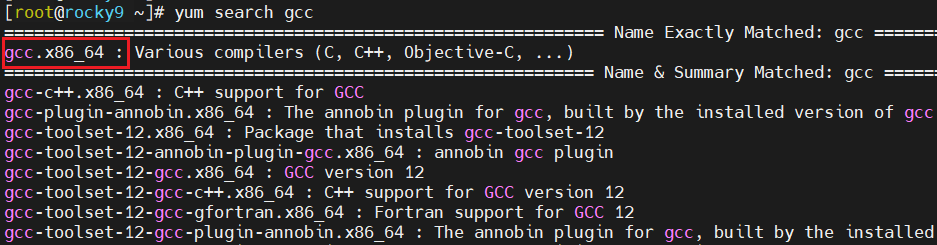 [root@rocky9 ~]# yum search gcc
========================================================= Name Exactly Matched: gcc =======
gcc.x86_64 : Various compilers (C, C++, Objective-C, ...)
======================================================== Name & Summary Matched: gcc ======
gcc-c++.x86_64 : C++ support for GCC
gcc-plugin-annobin.x86_64 : The annobin plugin for gcc, built by the installed version of gcc
gcc-toolset-12.x86_64 : Package that installs gcc-toolset-12
gcc-toolset-12-annobin-plugin-gcc.x86_64 : annobin gcc plugin
gcc-toolset-12-gcc.x86_64 : GCC version 12
gcc-toolset-12-gcc-c++.x86_64 : C++ support for GCC version 12
gcc-toolset-12-gcc-gfortran.x86_64 : Fortran support for GCC 12
gcc-toolset-12-gcc-plugin-annobin.x86_64 : The annobin plugin for gcc, built by the installed